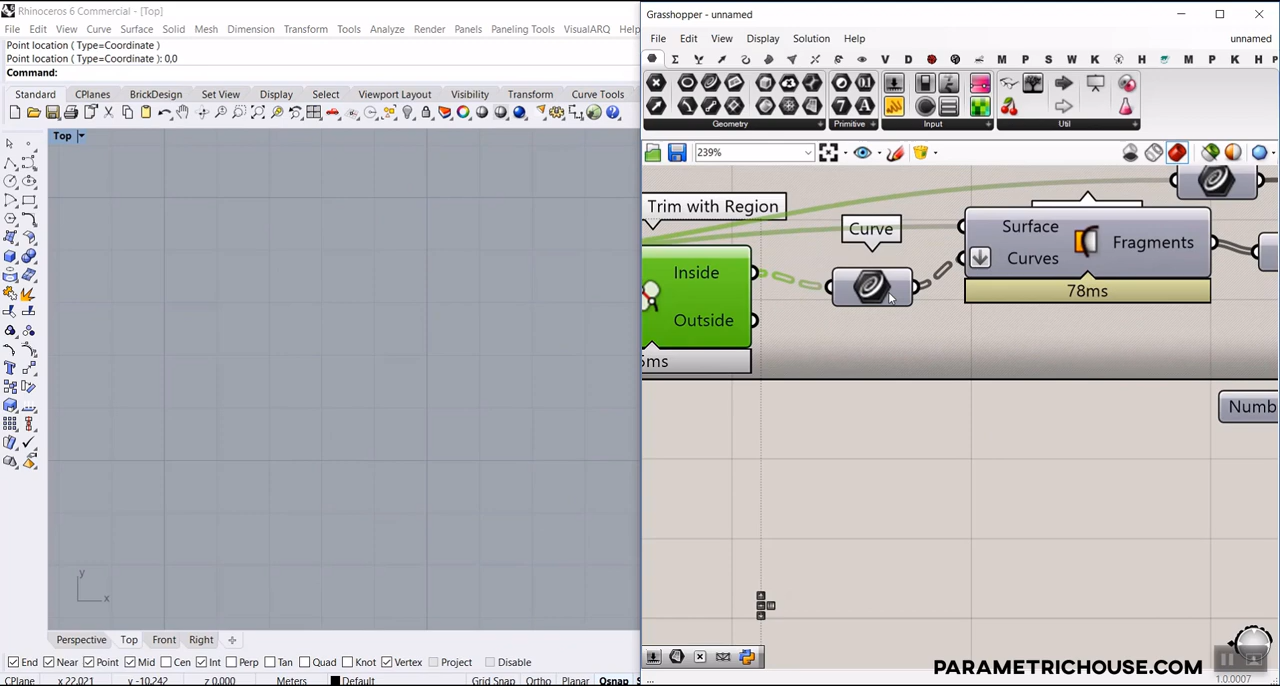 Rhinoceros 6 Commercial - [Top]
File Edit View Curve Surface Solid Mesh Dimension Transform Tools Analyze Render Panels Paneling Tools VisualARQ Help
Point location ( Type=Coordinate )
Point location ( Type=Coordinate ): 0,0
Command:
Standard CPlanes BrickDesign Set View Display Select Viewport Layout Visibility Transform Curve Tools
Top
y
x
Perspective Top Front Right
End Near Point Mid Cen Int Perp Tan Quad Knot Vertex Project Disable
CPlane x 22.021 y -10.242 z 0.000 Meters Default Grid Snap Ortho Planar Osnap
Grasshopper - unnamed
File Edit View Display Solution Help unnamed
V D M P S W K H M P K H P
Geometry Primitive Input Util
239%
Trim with Region
Inside
Outside
5ms
Curve
Surface
Curves
Fragments
78ms
Numb
PARAMETRICHOUSE.COM
1.0.0007